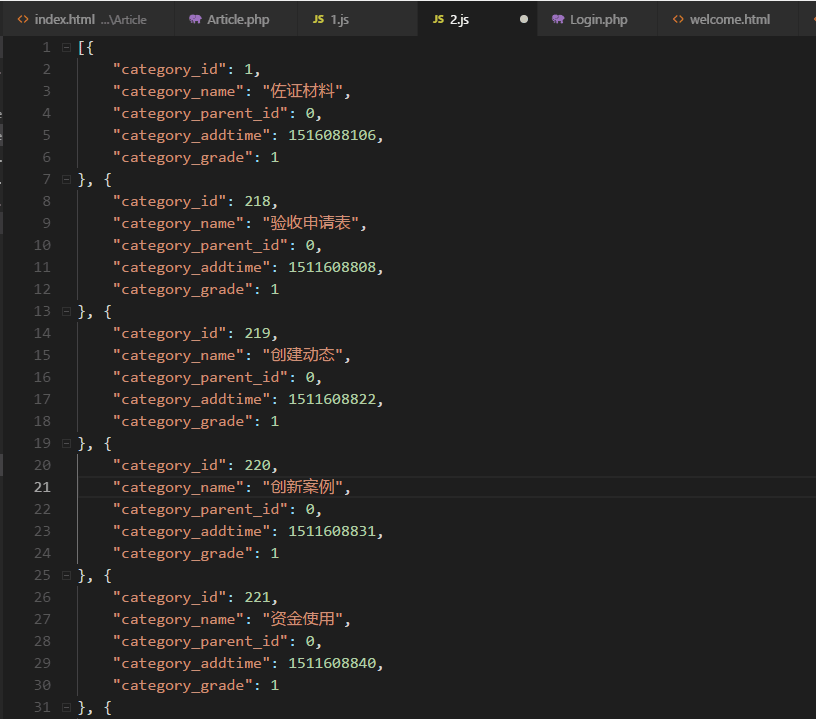 index.html ...\Article Article.php JS 1.js JS 2.js Login.php welcome.html
1 [{
2 "category_id": 1,
3 "category_name": "佐证材料",
4 "category_parent_id": 0,
5 "category_addtime": 1516088106,
6 "category_grade": 1
7 }, {
8 "category_id": 218,
9 "category_name": "验收申请表",
10 "category_parent_id": 0,
11 "category_addtime": 1511608808,
12 "category_grade": 1
13 }, {
14 "category_id": 219,
15 "category_name": "创建动态",
16 "category_parent_id": 0,
17 "category_addtime": 1511608822,
18 "category_grade": 1
19 }, {
20 "category_id": 220,
21 "category_name": "创新案例",
22 "category_parent_id": 0,
23 "category_addtime": 1511608831,
24 "category_grade": 1
25 }, {
26 "category_id": 221,
27 "category_name": "资金使用",
28 "category_parent_id": 0,
29 "category_addtime": 1511608840,
30 "category_grade": 1
31 }, {